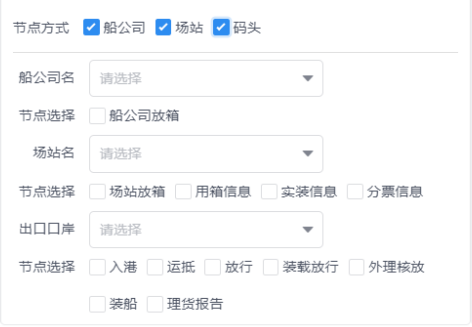 节点方式 船公司 场站 码头
船公司名 请选择
节点选择 船公司放箱
场站名 请选择
节点选择 场站放箱 用箱信息 实装信息 分票信息
出口口岸 请选择
节点选择 入港 运抵 放行 装载放行 外理核放
装船 理货报告